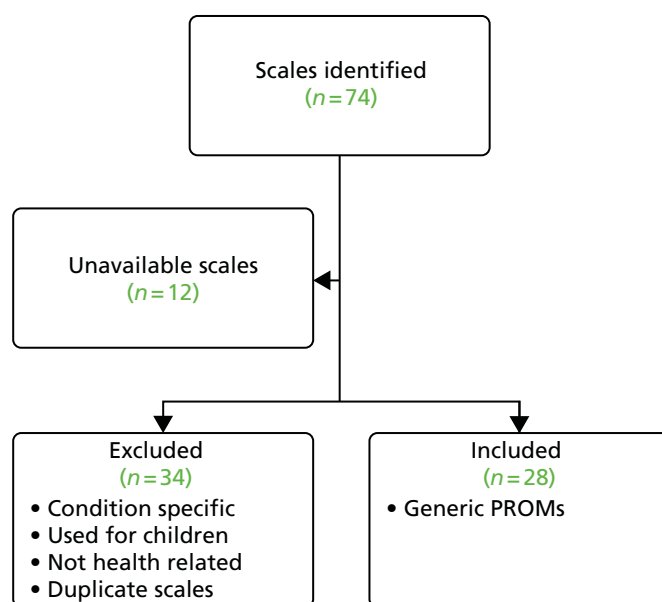 Scales identified
(n=74)
Unavailable scales
(n=12)
Excluded
(n=34)
• Condition specific
• Used for children
• Not health related
• Duplicate scales
Included
(n=28)
• Generic PROMs